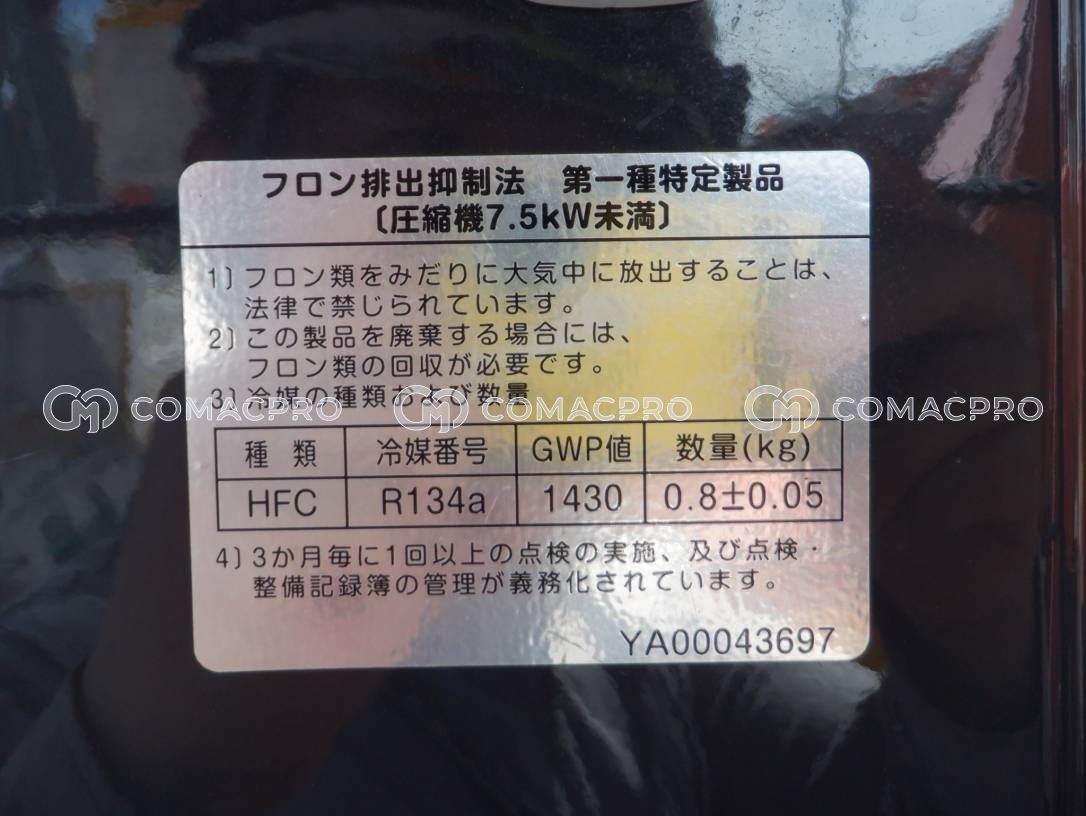 フロン排出抑制法 第一種特定製品
〔圧縮機7.5kW未満〕
1) フロン類をみだりに大気中に放出することは、
法律で禁じられています。
2) この製品を廃棄する場合には、
フロン類の回収が必要です。
3) 冷媒の種類および数量
COMACPRO COMACPRO COMACPRO
種類 冷媒番号 GWP値 数量(kg)
HFC R134a 1430 0.8±0.05
4) 3か月毎に1回以上の点検の実施、及び点検・
整備記録簿の管理が義務化されています。
YA00043697